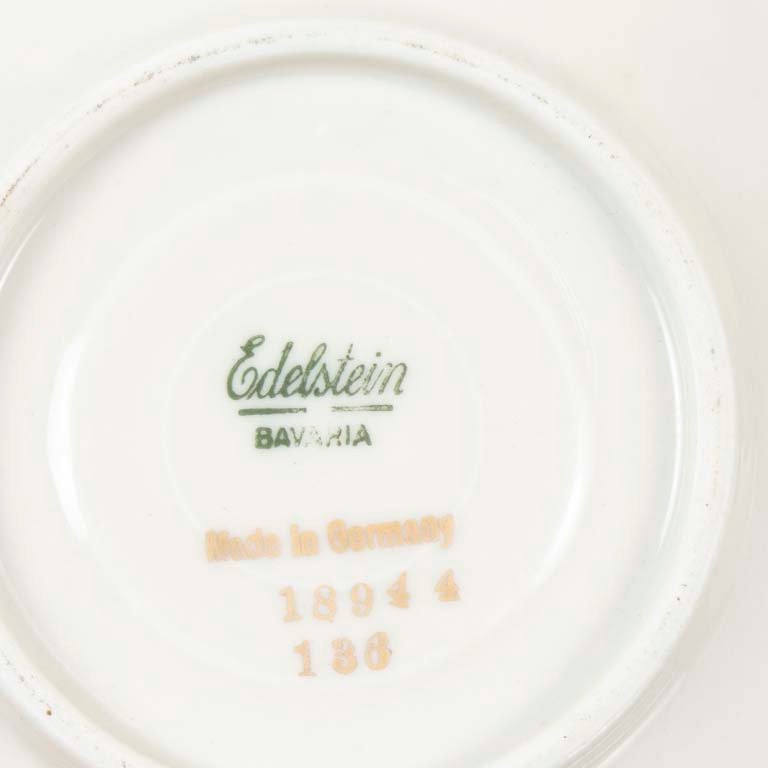 Edelstein
BAVARIA
Made in Germany
18944
136